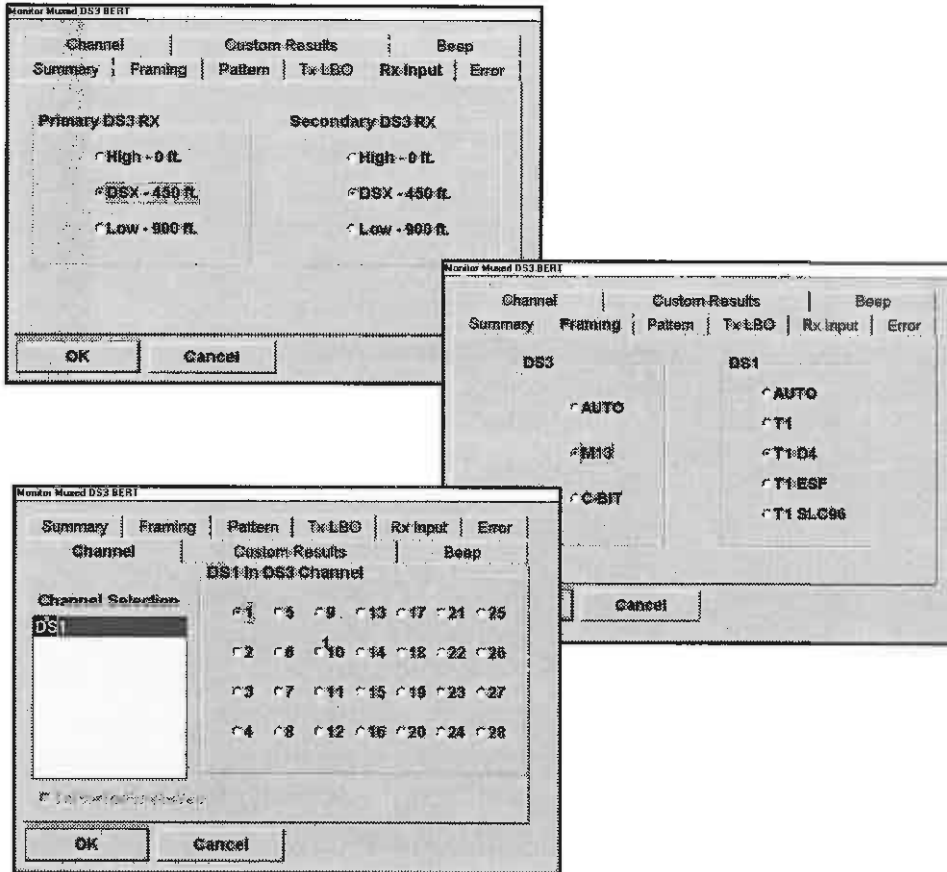 Monitor Muxed DS3 BERT
Channel Custom Results Beep
Summary Framing Pattern Tx LBO Rx Input Error
Primary DS3 RX Secondary DS3 RX
High - 0 ft. High - 0 ft.
DSX - 450 ft. DSX - 450 ft.
Low - 900 ft. Low - 900 ft.
OK Cancel
Monitor Muxed DS3 BERT
Channel Custom Results Beep
Summary Framing Pattern Tx LBO Rx Input Error
DS3 DS1
AUTO
AUTO
T1
M13
T1 D4
T1 ESF
C-BIT
T1 SLC96
Cancel
Monitor Muxed DS3 BERT
Summary Framing Pattern Tx LBO Rx Input Error
Channel Custom Results Beep
DS1 In DS3 Channel
Channel Selection
DS1
1 5 9 13 17 21 25
2 6 10 14 18 22 26
3 7 11 15 19 23 27
4 8 12 16 20 24 28
OK Cancel